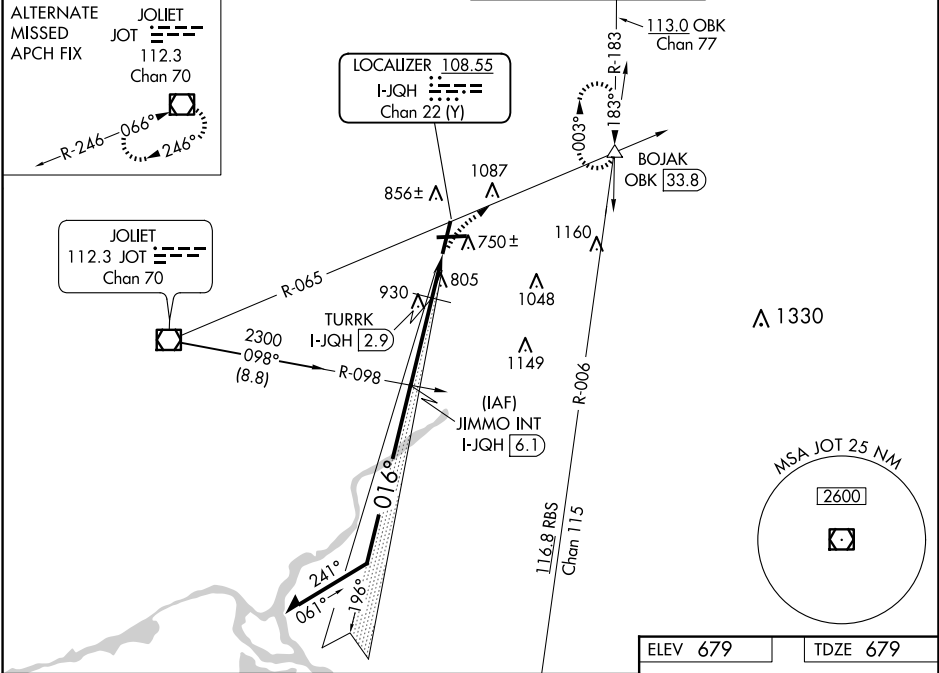 ALTERNATE
MISSED
APCH FIX
JOLIET
JOT
112.3
Chan 70
R-246
066°
246°
LOCALIZER 108.55
I-JQH
Chan 22 (Y)
113.0 OBK
Chan 77
R-183
183°
003°
BOJAK
OBK 33.8
1087
856±
750±
1160
805
930
1048
1149
1330
JOLIET
112.3 JOT
Chan 70
R-065
TURRK
I-JQH 2.9
2300
098°
(8.8)
R-098
(IAF)
JIMMO INT
I-JQH 6.1
R-006
016°
116.8 RBS
Chan 115
241°
061°
196°
MSA JOT 25 NM
2600
ELEV 679
TDZE 679